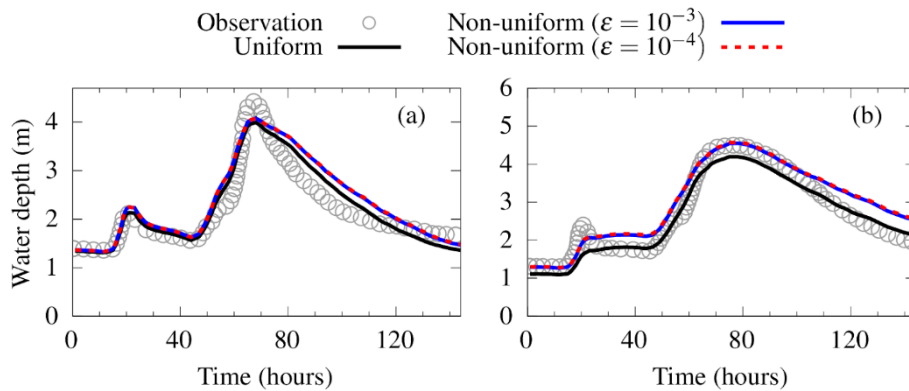 Observation
Non-uniform (ε = 10⁻³)
Uniform
Non-uniform (ε = 10⁻⁴)
(a)
Water depth (m)
4
3
2
1
0
0 40 80 120
Time (hours)
(b)
6
5
4
3
2
1
0
0 40 80 120
Time (hours)